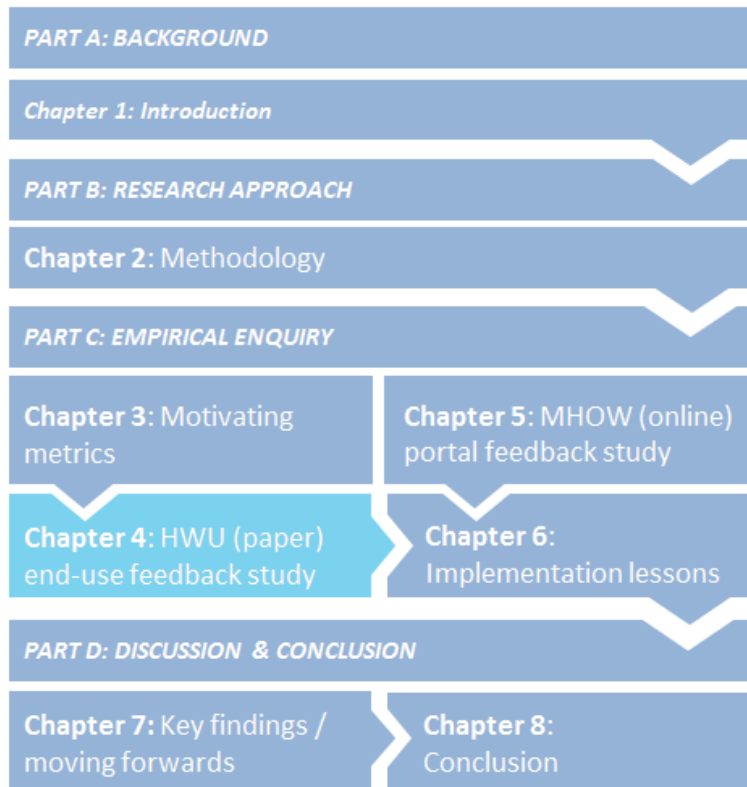 PART A: BACKGROUND
Chapter 1: Introduction
PART B: RESEARCH APPROACH
Chapter 2: Methodology
PART C: EMPIRICAL ENQUIRY
Chapter 3: Motivating
metrics
Chapter 5: MHOW (online)
portal feedback study
Chapter 4: HWU (paper)
end-use feedback study
Chapter 6:
Implementation lessons
PART D: DISCUSSION & CONCLUSION
Chapter 7: Key findings /
moving forwards
Chapter 8:
Conclusion